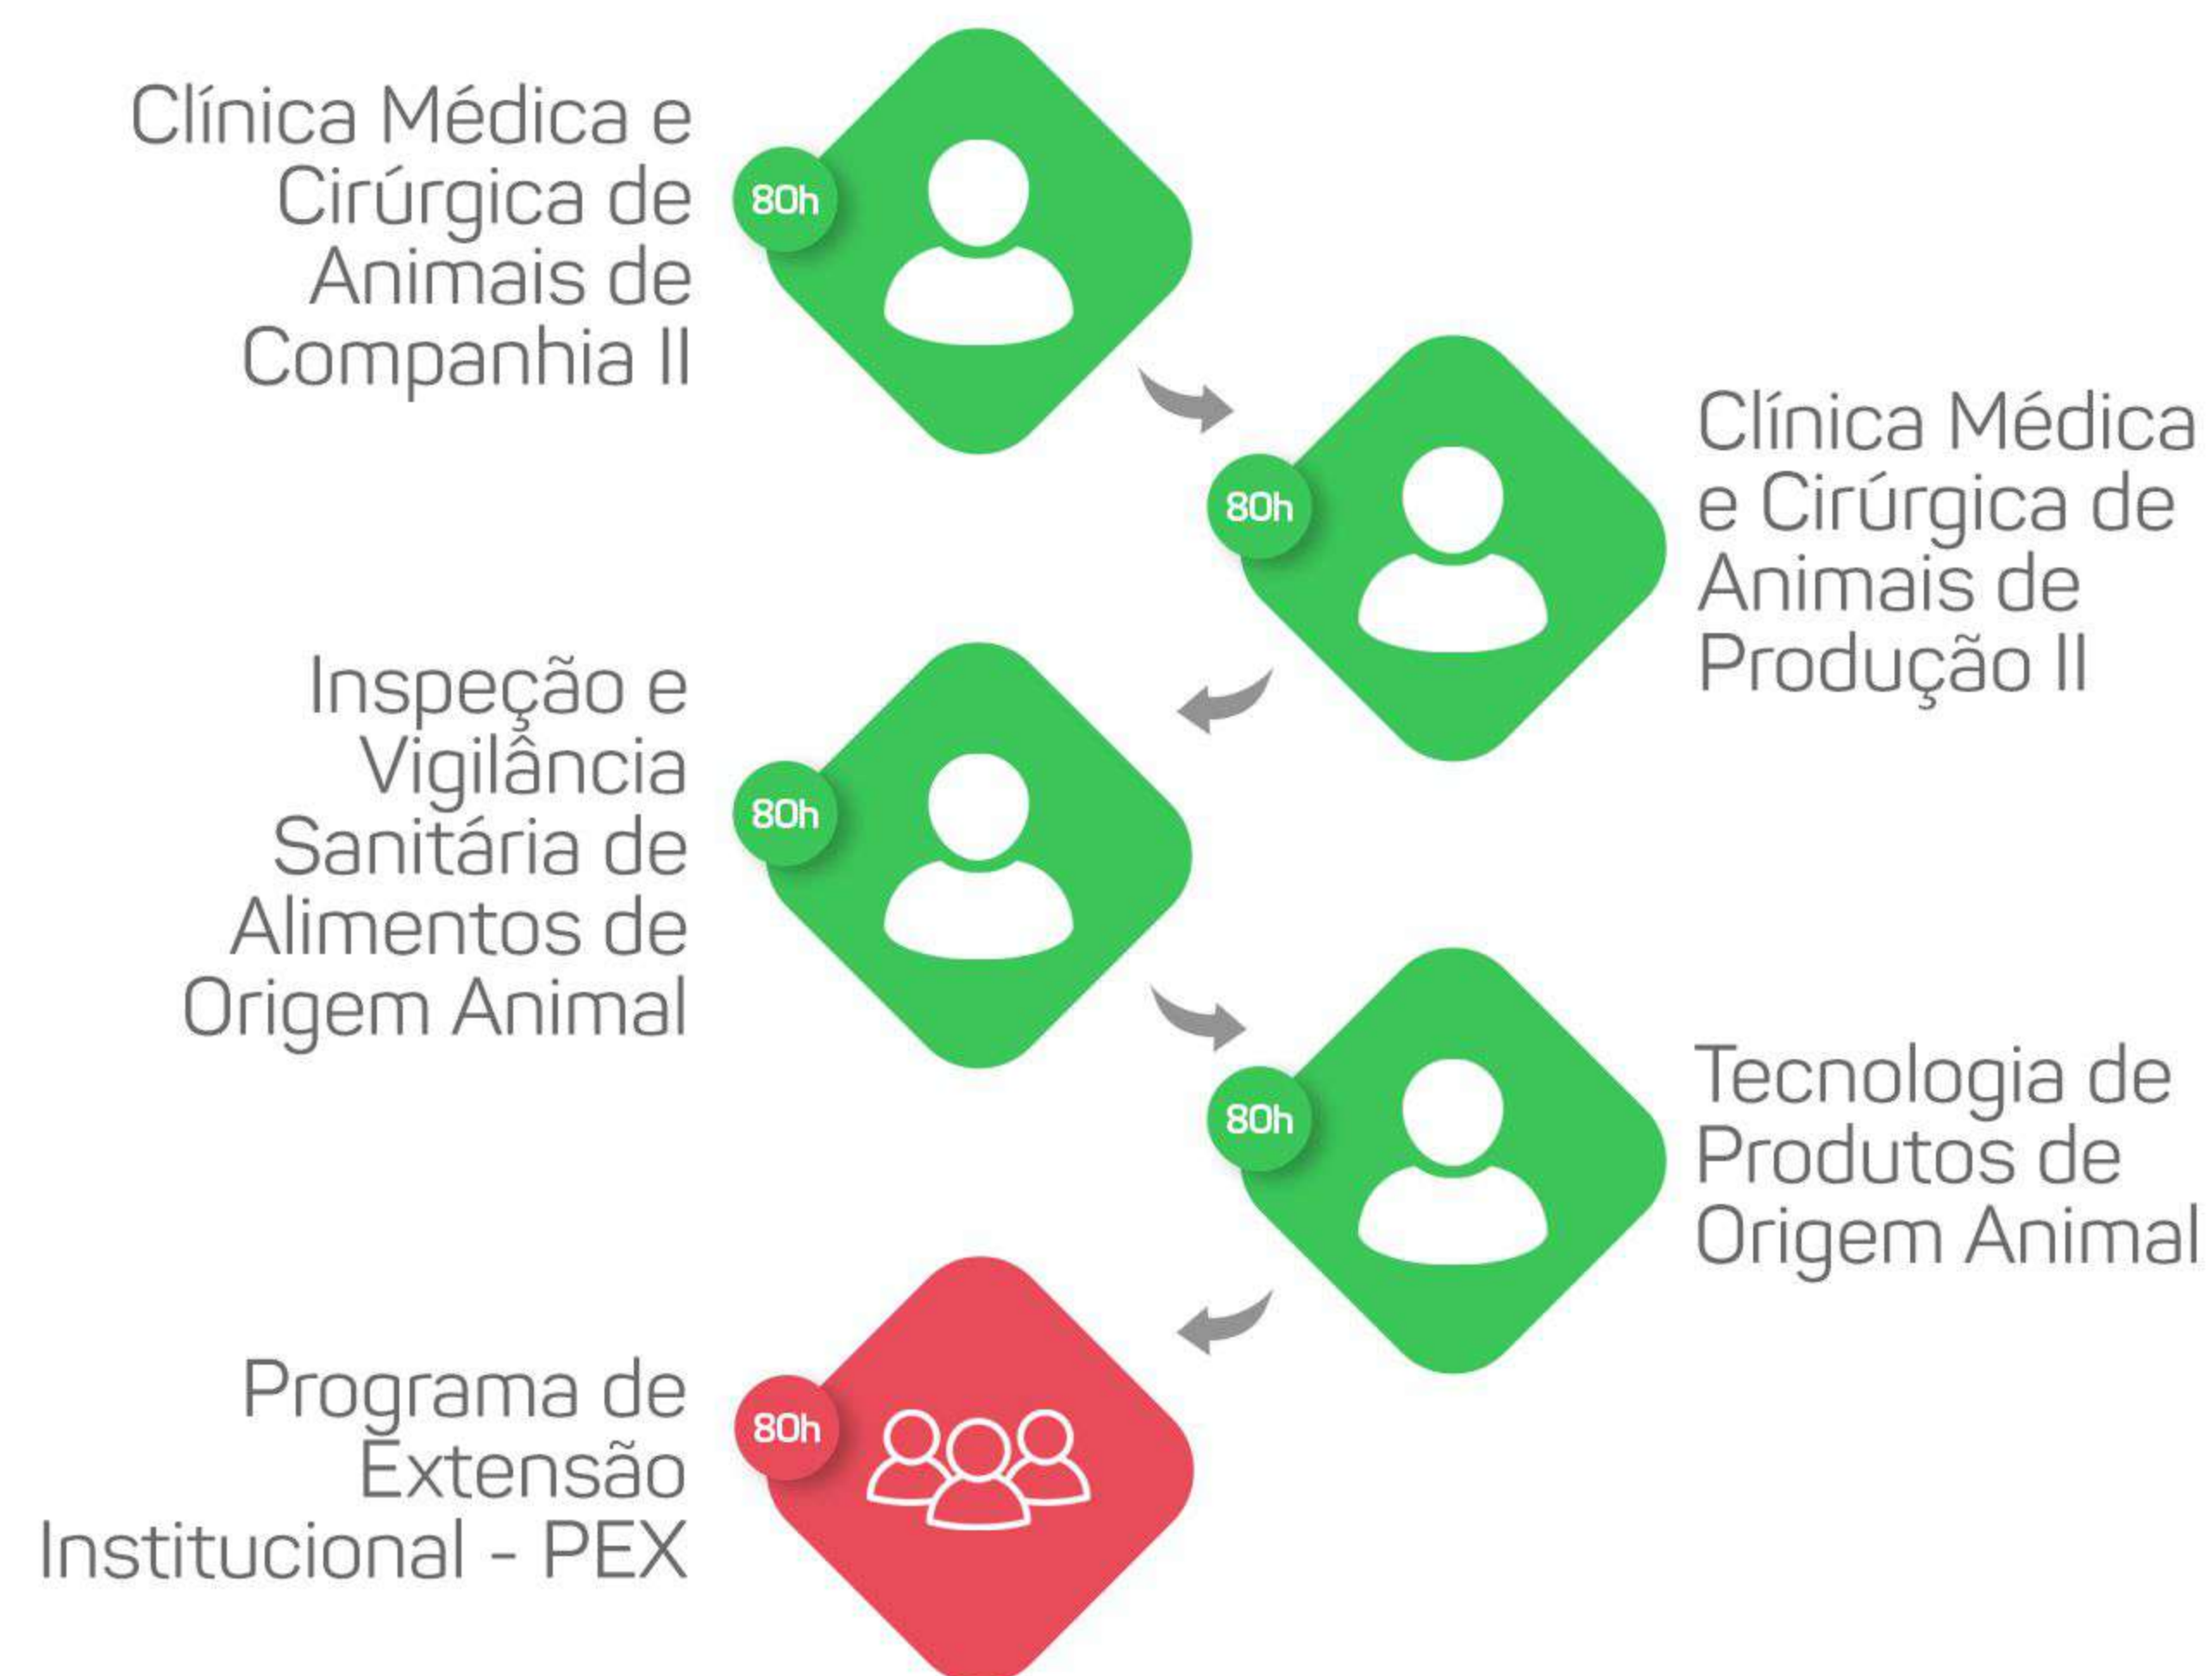 Clínica Médica e
Cirúrgica de
Animais de
Companhia II
80h
80h
Clínica Médica
e Cirúrgica de
Animais de
Produção II
Inspeção e
Vigilância
Sanitária de
Alimentos de
Origem Animal
80h
80h
Tecnologia de
Produtos de
Origem Animal
Programa de
Extensão
Institucional - PEX
80h